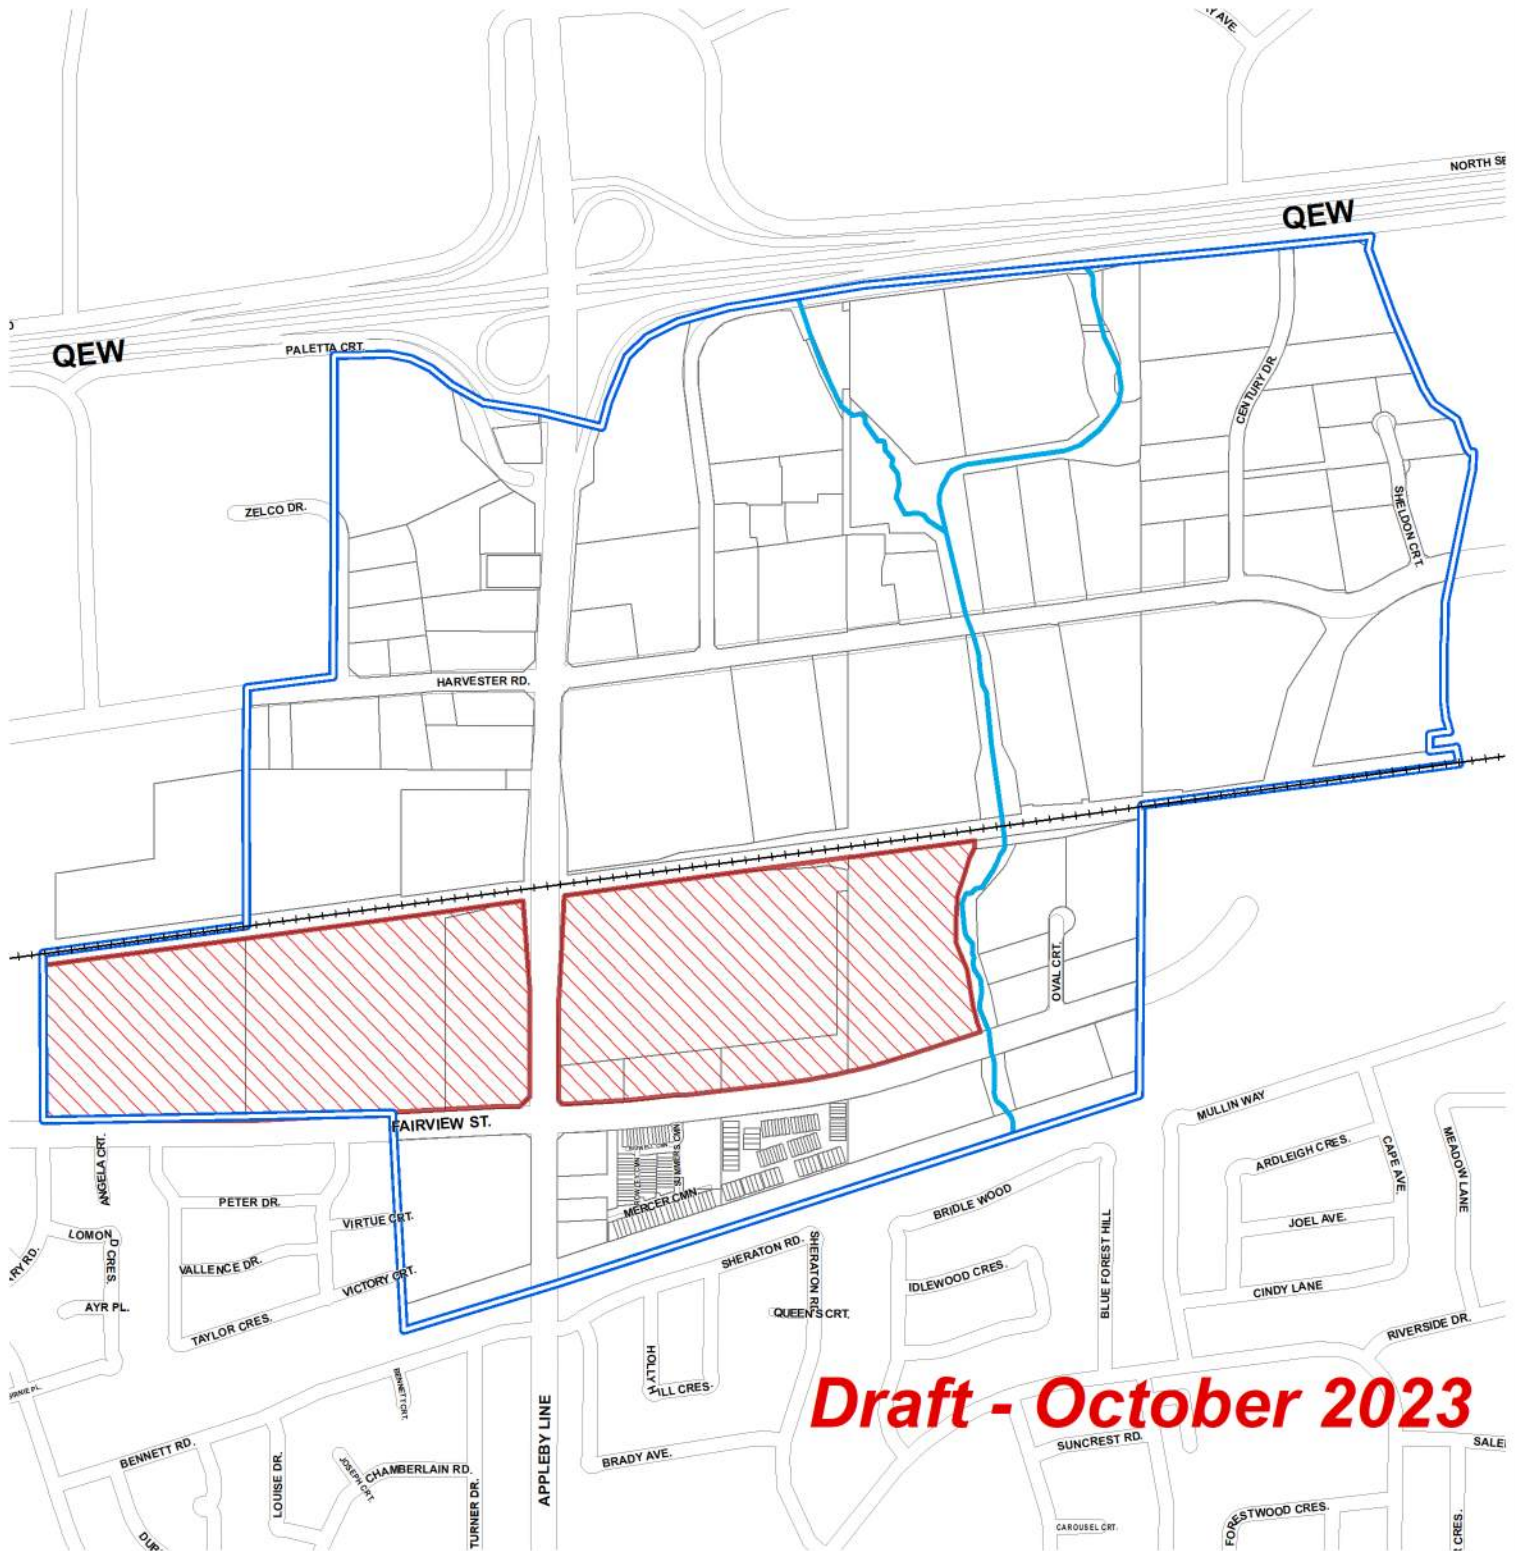 NORTH SE
QEW
QEW
PALETTA CRT.
CENTURY DR.
ZELCO DR.
SHELDON CRT.
HARVESTER RD.
OVAL CRT.
FAIRVIEW ST.
MULLIN WAY
ANGELA CRT.
SUMMERS CMN
ARDLEIGH CRES.
CAPE AVE.
MEADOW LANE
PETER DR.
MERCER CMN
BRIDLE WOOD
VIRTUE CRT.
JOEL AVE.
LOMOND CRES.
BLUE FOREST HILL
VALLENCE DR.
SHERATON RD.
SHERATON RD.
VICTORY CRT.
IDLEWOOD CRES.
CINDY LANE
AYR PL.
QUEEN'S CRT.
TAYLOR CRES.
RIVERSIDE DR.
HOLLY HILL CRES.
BENNETT CRT.
Draft - October 2023
APPLEBY LINE
BENNETT RD.
SUNCREST RD.
SALE
BRADY AVE.
LOUISE DR.
JOSEPH CRT.
CHAMBERLAIN RD.
TURNER DR.
FORESTWOOD CRES.
CAROUSEL CRT.
CRES.